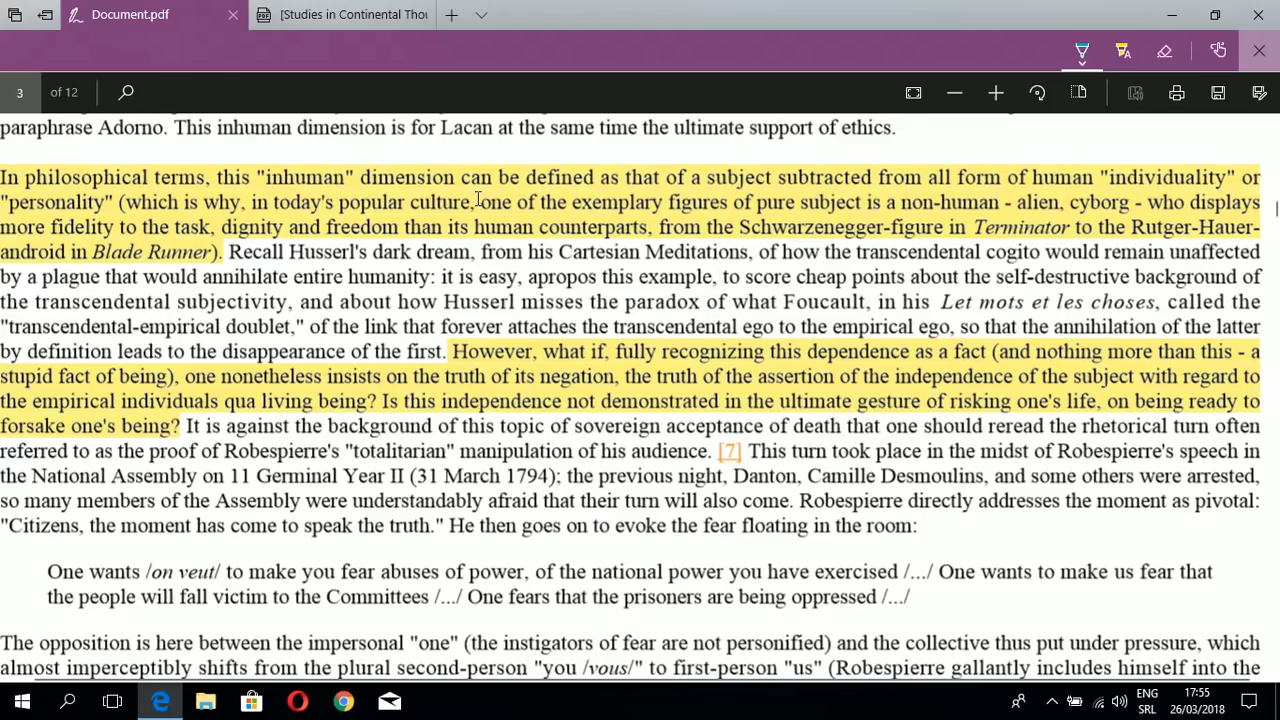 Document.pdf
[Studies in Continental Thou
3 of 12
paraphrase Adorno. This inhuman dimension is for Lacan at the same time the ultimate support of ethics.
In philosophical terms, this "inhuman" dimension can be defined as that of a subject subtracted from all form of human "individuality" or
"personality" (which is why, in today's popular culture, one of the exemplary figures of pure subject is a non-human - alien, cyborg - who displays
more fidelity to the task, dignity and freedom than its human counterparts, from the Schwarzenegger-figure in Terminator to the Rutger-Hauer-
android in Blade Runner). Recall Husserl's dark dream, from his Cartesian Meditations, of how the transcendental cogito would remain unaffected
by a plague that would annihilate entire humanity: it is easy, apropos this example, to score cheap points about the self-destructive background of
the transcendental subjectivity, and about how Husserl misses the paradox of what Foucault, in his Let mots et les choses, called the
"transcendental-empirical doublet," of the link that forever attaches the transcendental ego to the empirical ego, so that the annihilation of the latter
by definition leads to the disappearance of the first. However, what if, fully recognizing this dependence as a fact (and nothing more than this - a
stupid fact of being), one nonetheless insists on the truth of its negation, the truth of the assertion of the independence of the subject with regard to
the empirical individuals qua living being? Is this independence not demonstrated in the ultimate gesture of risking one's life, on being ready to
forsake one's being? It is against the background of this topic of sovereign acceptance of death that one should reread the rhetorical turn often
referred to as the proof of Robespierre's "totalitarian" manipulation of his audience. [7] This turn took place in the midst of Robespierre's speech in
the National Assembly on 11 Germinal Year II (31 March 1794); the previous night, Danton, Camille Desmoulins, and some others were arrested,
so many members of the Assembly were understandably afraid that their turn will also come. Robespierre directly addresses the moment as pivotal:
"Citizens, the moment has come to speak the truth." He then goes on to evoke the fear floating in the room:
One wants /on veut/ to make you fear abuses of power, of the national power you have exercised /.../ One wants to make us fear that
the people will fall victim to the Committees /.../ One fears that the prisoners are being oppressed /.../
The opposition is here between the impersonal "one" (the instigators of fear are not personified) and the collective thus put under pressure, which
almost imperceptibly shifts from the plural second-person "you /vous/" to first-person "us" (Robespierre gallantly includes himself into the
ENG 17:55
SRL 26/03/2018